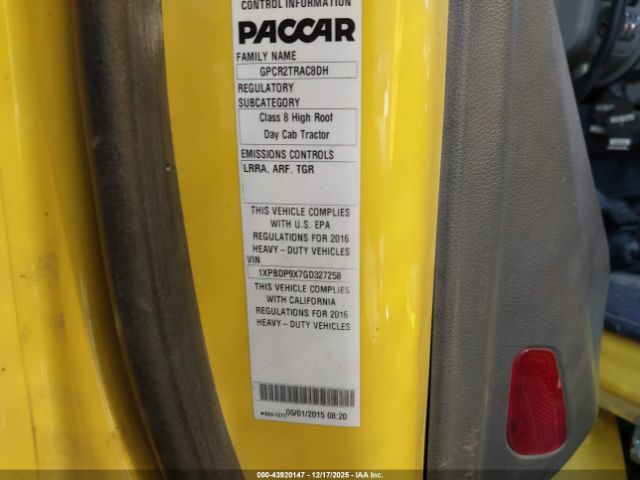 CONTROL INFORMATION
PACCAR
FAMILY NAME
GPCR2TRAC8DH
REGULATORY
SUBCATEGORY
Class 8 High Roof
Day Cab Tractor
EMISSIONS CONTROLS
LRRA, ARF, TGR
THIS VEHICLE COMPLIES
WITH U.S. EPA
REGULATIONS FOR 2016
HEAVY - DUTY VEHICLES
VIN
1XPBDP9X7GD327258
THIS VEHICLE COMPLIES
WITH CALIFORNIA
REGULATIONS FOR 2016
HEAVY - DUTY VEHICLES
05/01/2015 08:20
000-43920147 - 12/17/2025 - IAAI, Inc.